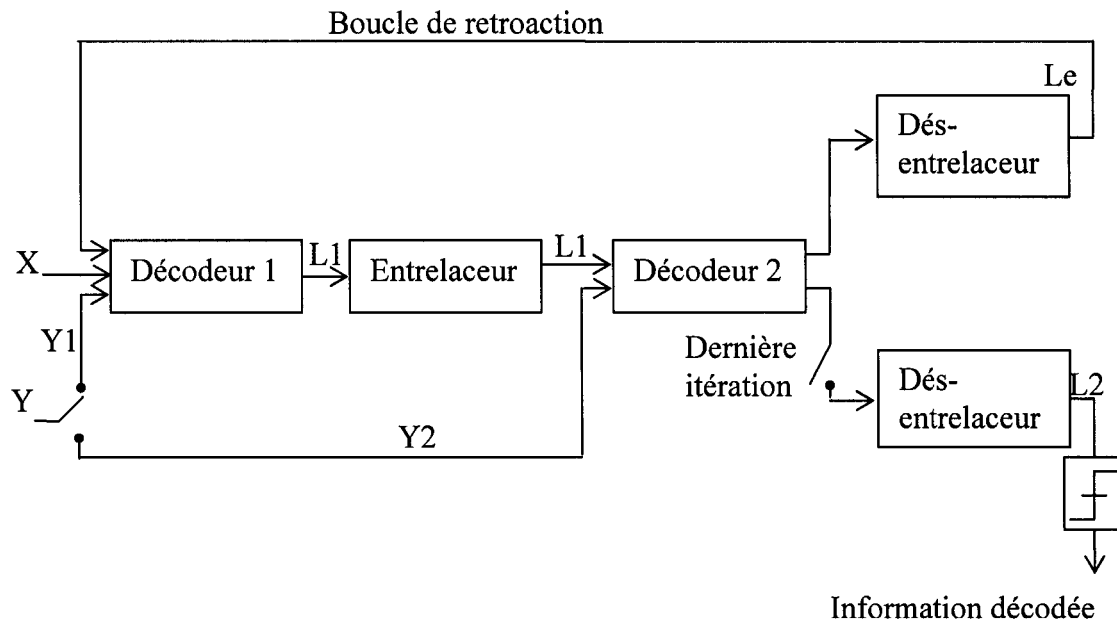 Boucle de retroaction
Le
Dés-
entrelaceur
X
Décodeur 1
L1
Entrelaceur
L1
Décodeur 2
Y1
Y
Y2
Dernière
itération
Dés-
entrelaceur
L2
Information décodée